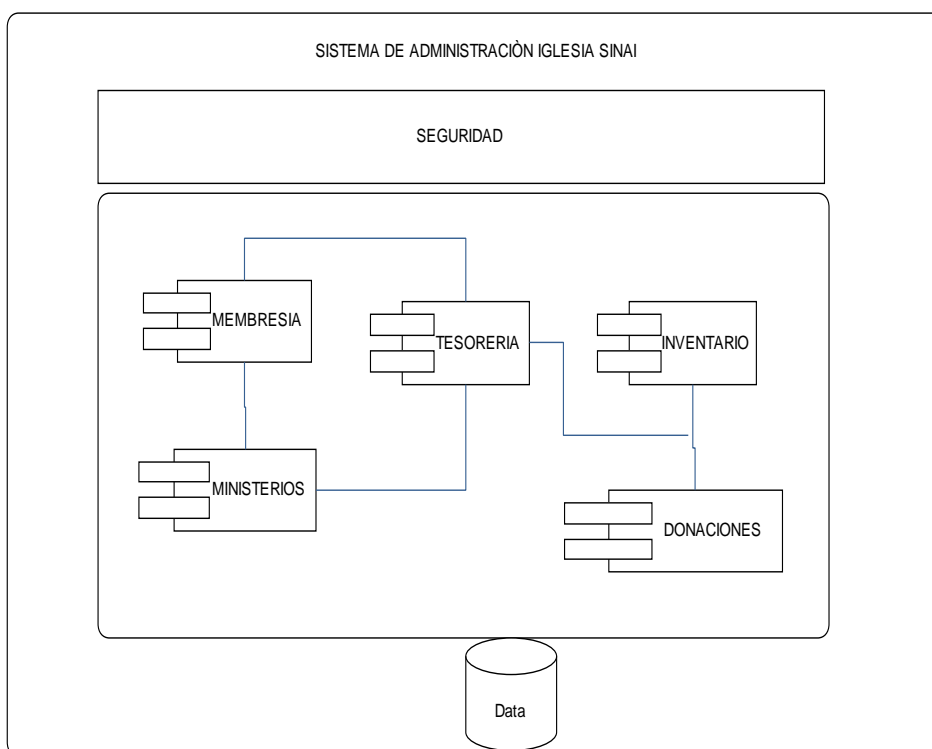 SISTEMA DE ADMINISTRACIÒN IGLESIA SINAI
SEGURIDAD
MEMBRESIA
TESORERIA
INVENTARIO
MINISTERIOS
DONACIONES
Data